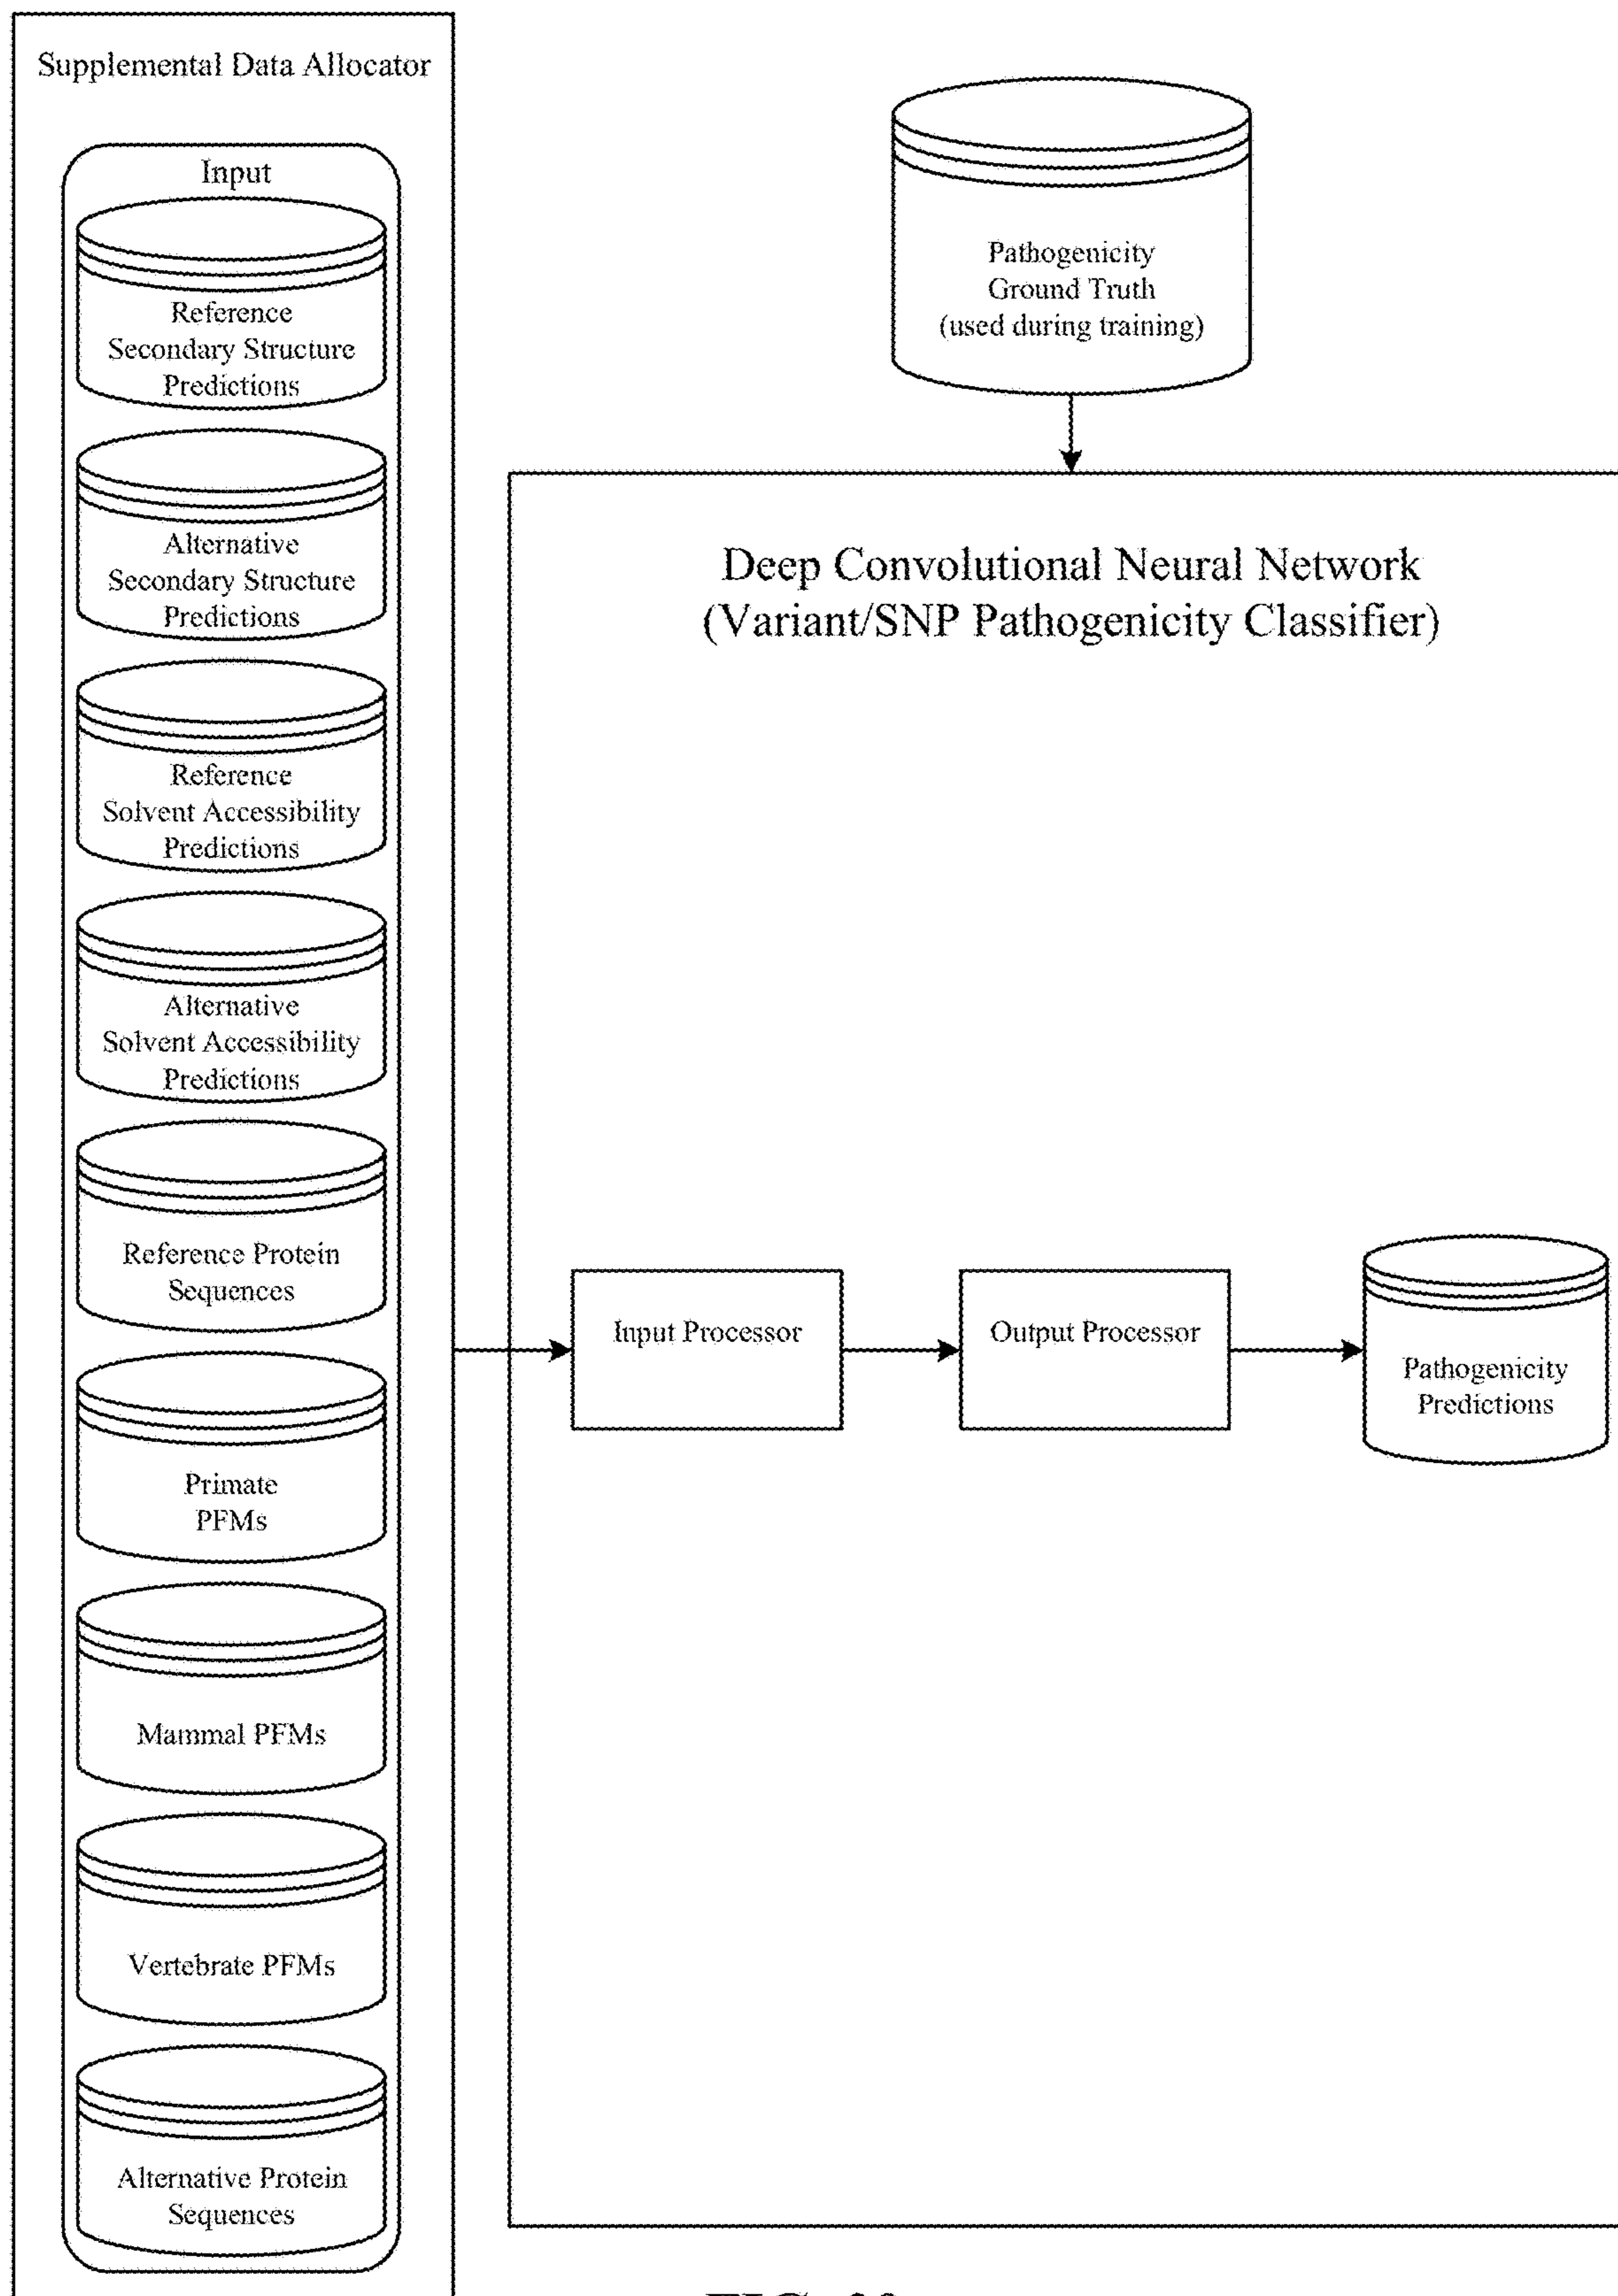 Supplemental Data Allocator
Input
Reference
Secondary Structure
Predictions
Alternative
Secondary Structure
Predictions
Reference
Solvent Accessibility
Predictions
Alternative
Solvent Accessibility
Predictions
Reference Protein
Sequences
Primate
PFMs
Mammal PFMs
Vertebrate PFMs
Alternative Protein
Sequences
Pathogenicity
Ground Truth
(used during training)
Deep Convolutional Neural Network
(Variant/SNP Pathogenicity Classifier)
Input Processor
Output Processor
Pathogenicity
Predictions